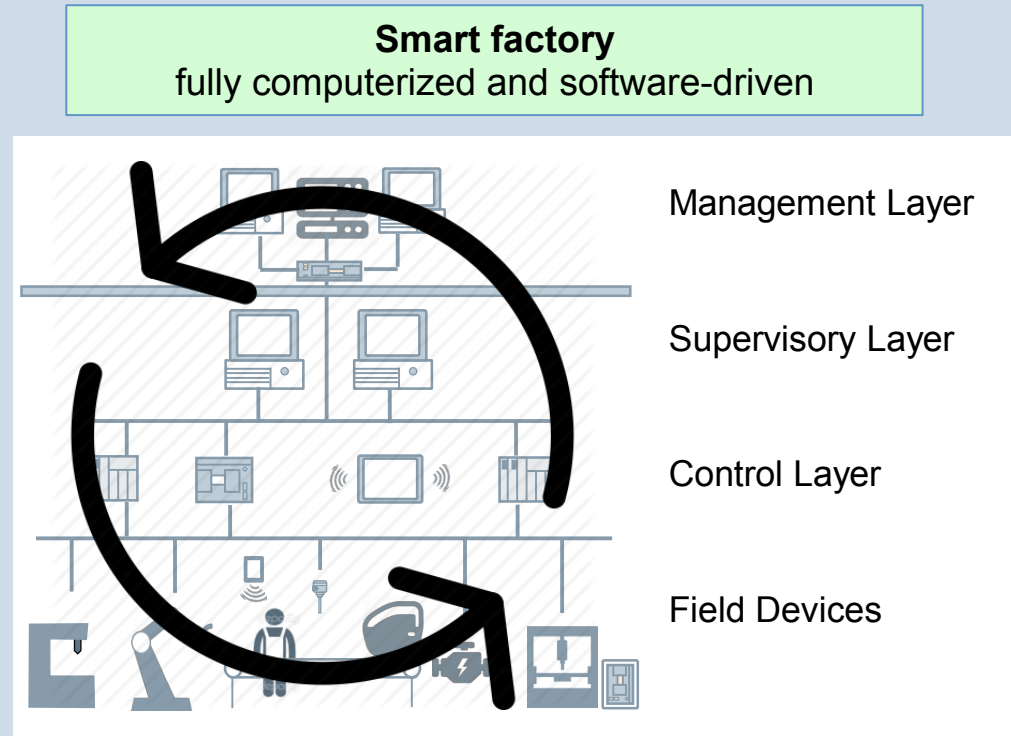 Smart factory
fully computerized and software-driven
Management Layer
Supervisory Layer
Control Layer
Field Devices